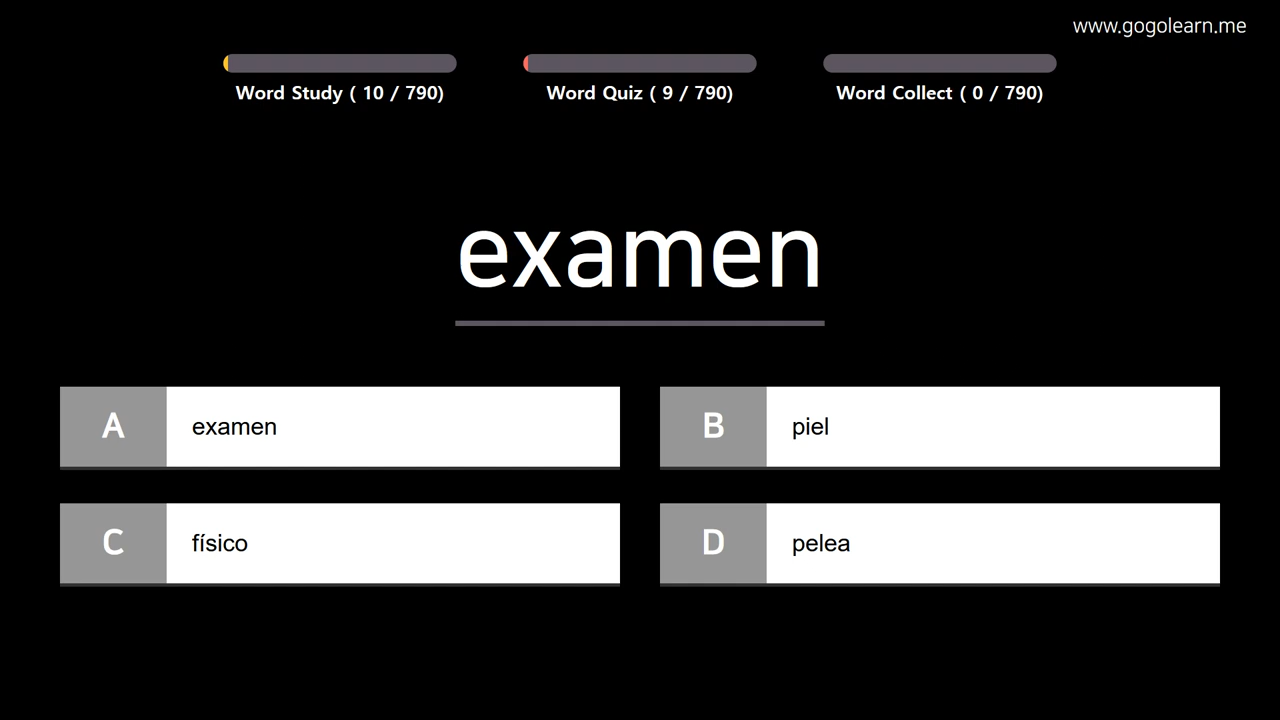 www.gogolearn.me
Word Study ( 10 / 790)
Word Quiz ( 9 / 790)
Word Collect ( 0 / 790)
examen
A examen
B piel
C físico
D pelea